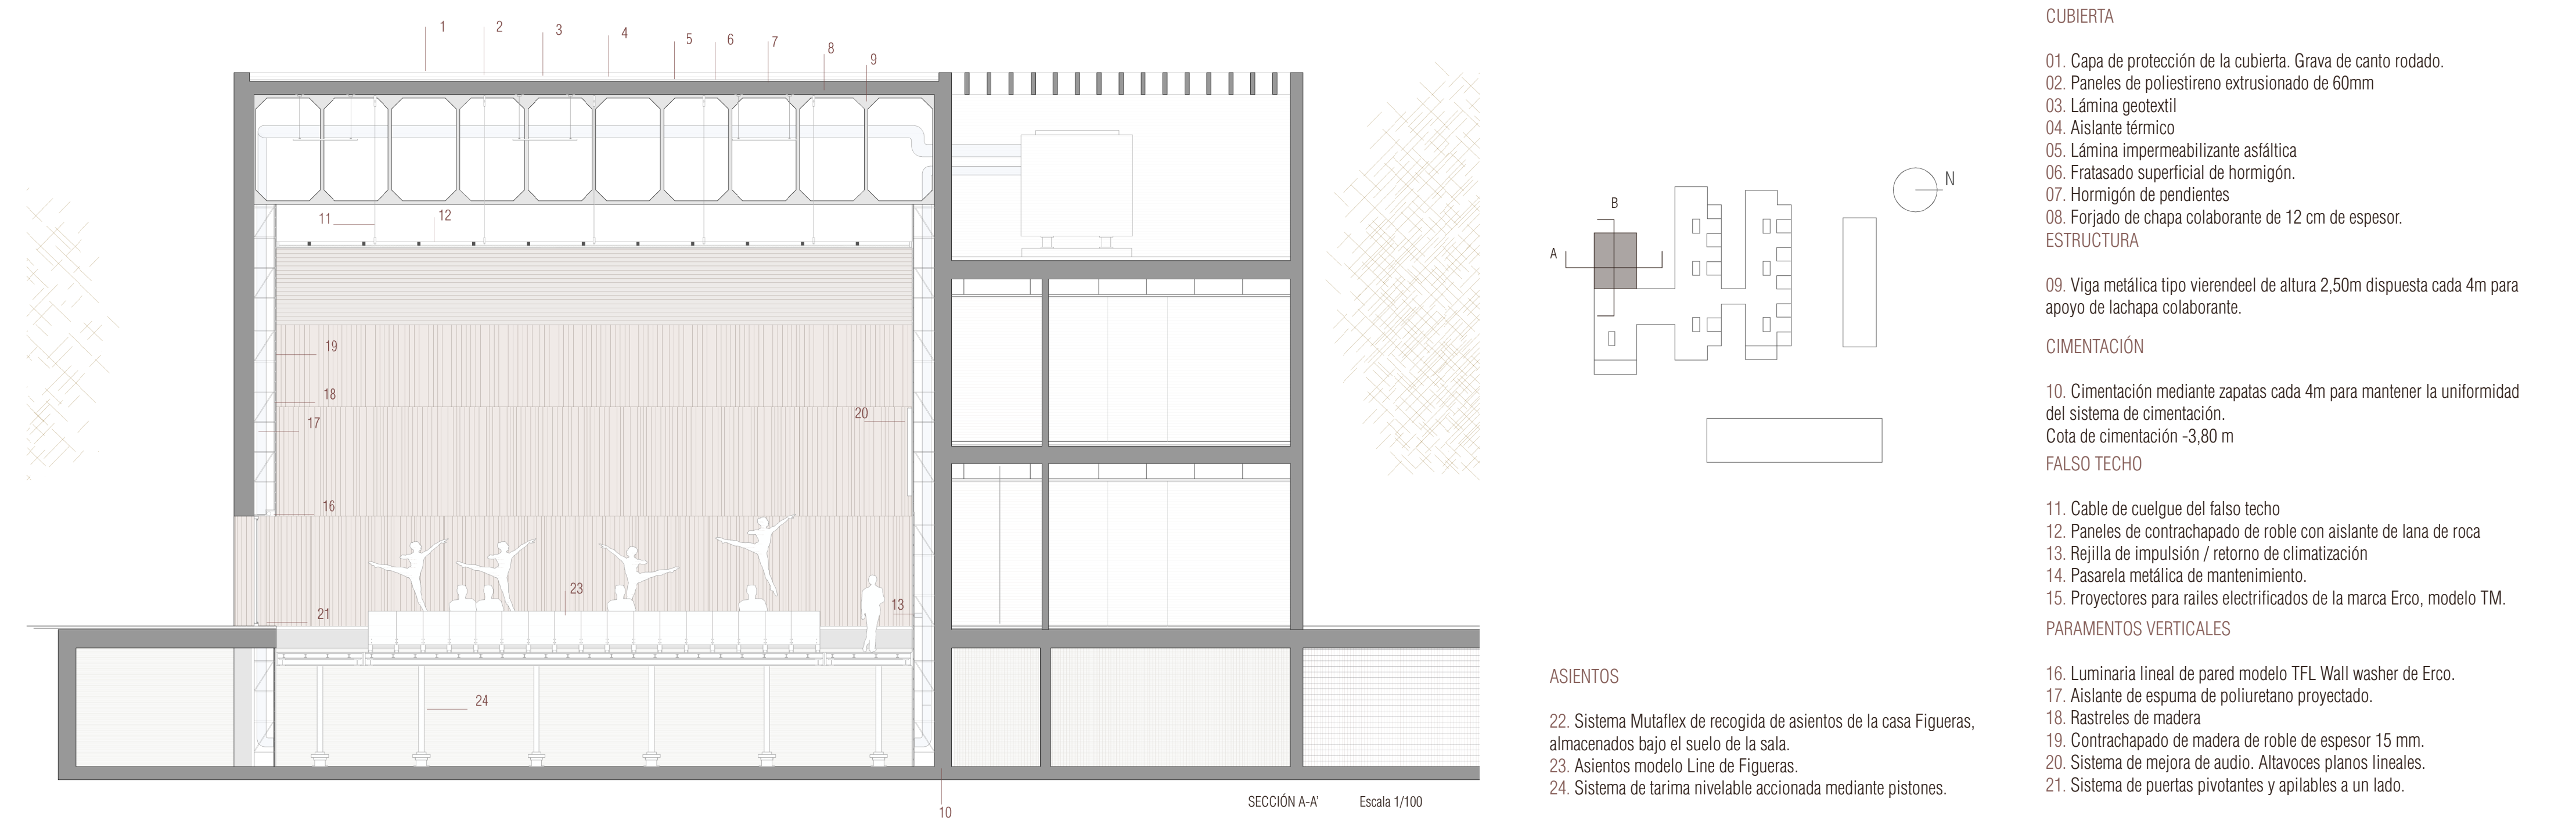 1
2
3
4
5
6
7
8
9
11
12
19
18
17
20
16
23
13
21
24
10
SECCIÓN A-A'
Escala 1/100
B
A
N
ASIENTOS
22. Sistema Mutaflex de recogida de asientos de la casa Figueras,
almacenados bajo el suelo de la sala.
23. Asientos modelo Line de Figueras.
24. Sistema de tarima nivelable accionada mediante pistones.
CUBIERTA
01. Capa de protección de la cubierta. Grava de canto rodado.
02. Paneles de poliestireno extrusionado de 60mm
03. Lámina geotextil
04. Aislante térmico
05. Lámina impermeabilizante asfáltica
06. Fratasado superficial de hormigón.
07. Hormigón de pendientes
08. Forjado de chapa colaborante de 12 cm de espesor.
ESTRUCTURA
09. Viga metálica tipo vierendeel de altura 2,50m dispuesta cada 4m para
apoyo de lachapa colaborante.
CIMENTACIÓN
10. Cimentación mediante zapatas cada 4m para mantener la uniformidad
del sistema de cimentación.
Cota de cimentación -3,80 m
FALSO TECHO
11. Cable de cuelgue del falso techo
12. Paneles de contrachapado de roble con aislante de lana de roca
13. Rejilla de impulsión / retorno de climatización
14. Pasarela metálica de mantenimiento.
15. Proyectores para railes electrificados de la marca Erco, modelo TM.
PARAMENTOS VERTICALES
16. Luminaria lineal de pared modelo TFL Wall washer de Erco.
17. Aislante de espuma de poliuretano proyectado.
18. Rastreles de madera
19. Contrachapado de madera de roble de espesor 15 mm.
20. Sistema de mejora de audio. Altavoces planos lineales.
21. Sistema de puertas pivotantes y apilables a un lado.